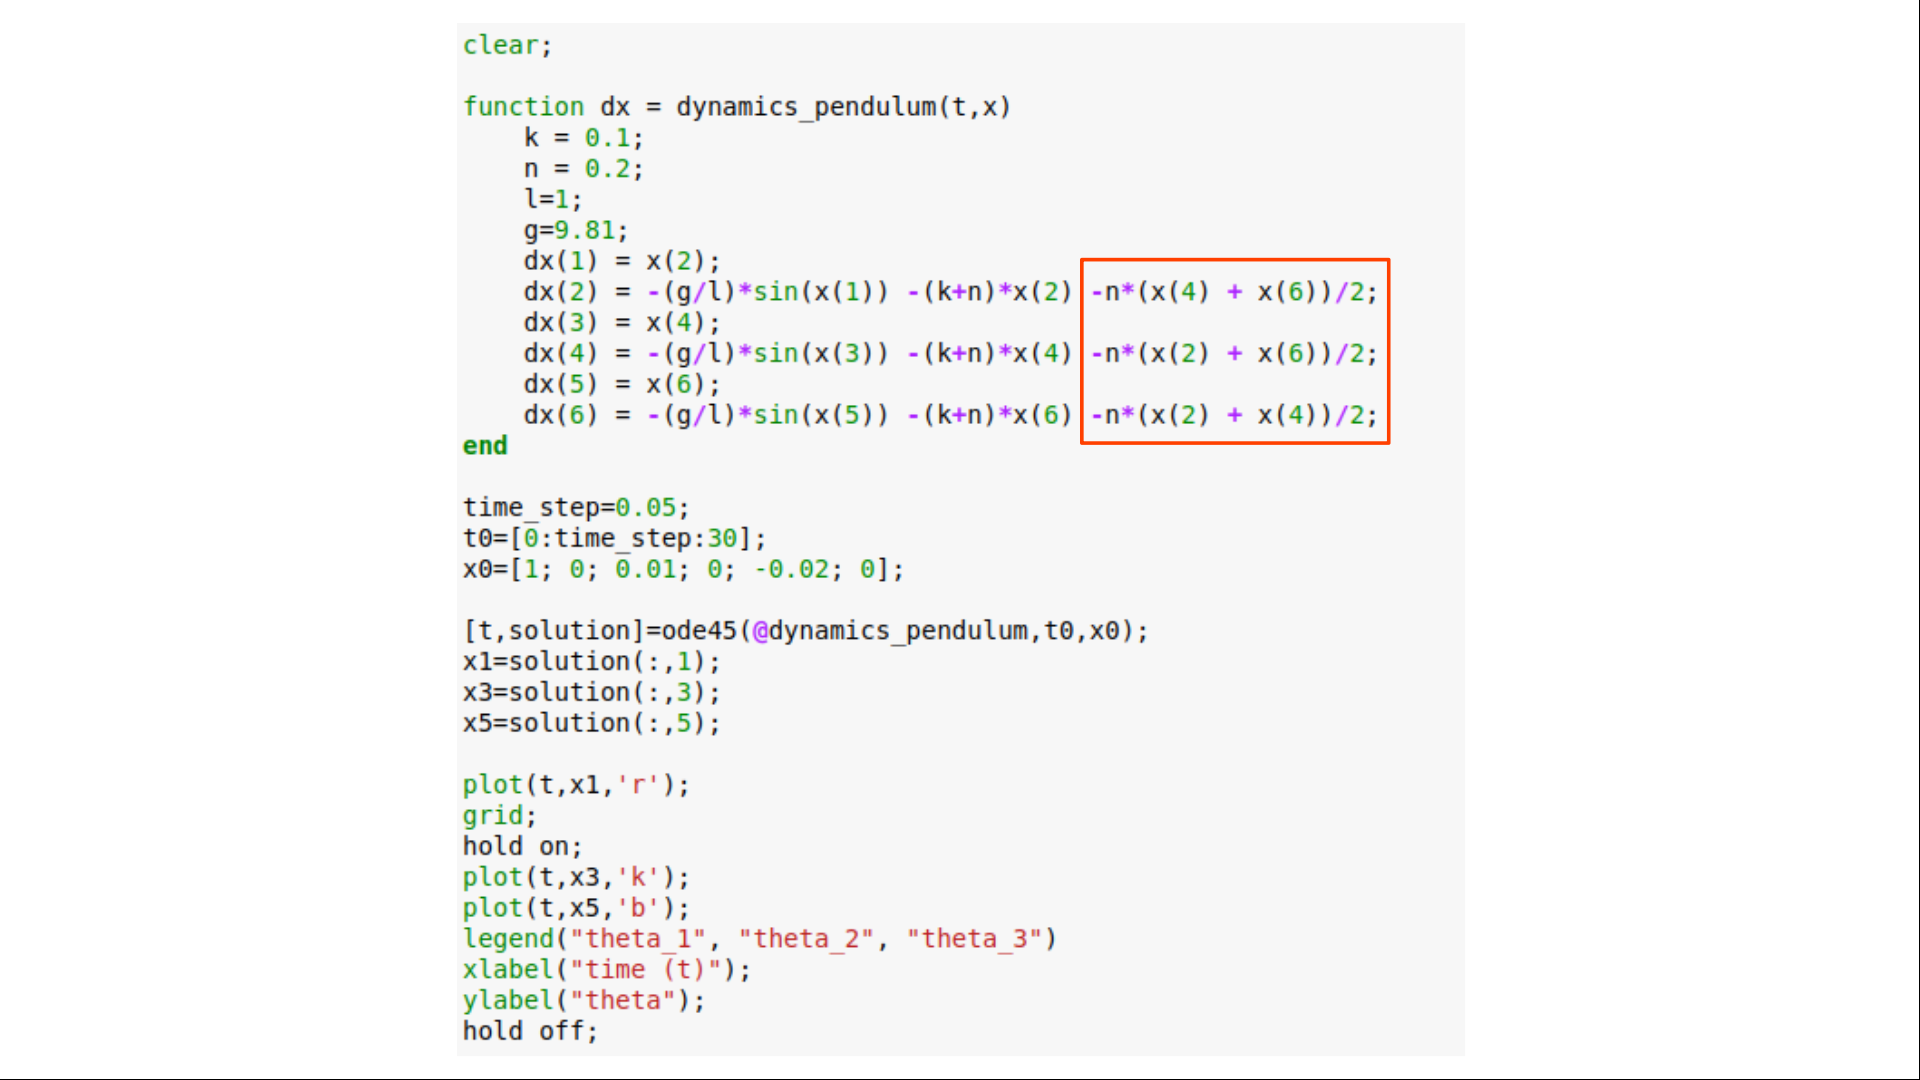 clear;
function dx = dynamics_pendulum(t,x)
k = 0.1;
n = 0.2;
l=1;
g=9.81;
dx(1) = x(2);
dx(2) = -(g/l)*sin(x(1)) -(k+n)*x(2) -n*(x(4) + x(6))/2;
dx(3) = x(4);
dx(4) = -(g/l)*sin(x(3)) -(k+n)*x(4) -n*(x(2) + x(6))/2;
dx(5) = x(6);
dx(6) = -(g/l)*sin(x(5)) -(k+n)*x(6) -n*(x(2) + x(4))/2;
end
time_step=0.05;
t0=[0:time_step:30];
x0=[1; 0; 0.01; 0; -0.02; 0];
[t,solution]=ode45(@dynamics_pendulum,t0,x0);
x1=solution(:,1);
x3=solution(:,3);
x5=solution(:,5);
plot(t,x1,'r');
grid;
hold on;
plot(t,x3,'k');
plot(t,x5,'b');
legend("theta_1", "theta_2", "theta_3")
xlabel("time (t)");
ylabel("theta");
hold off;